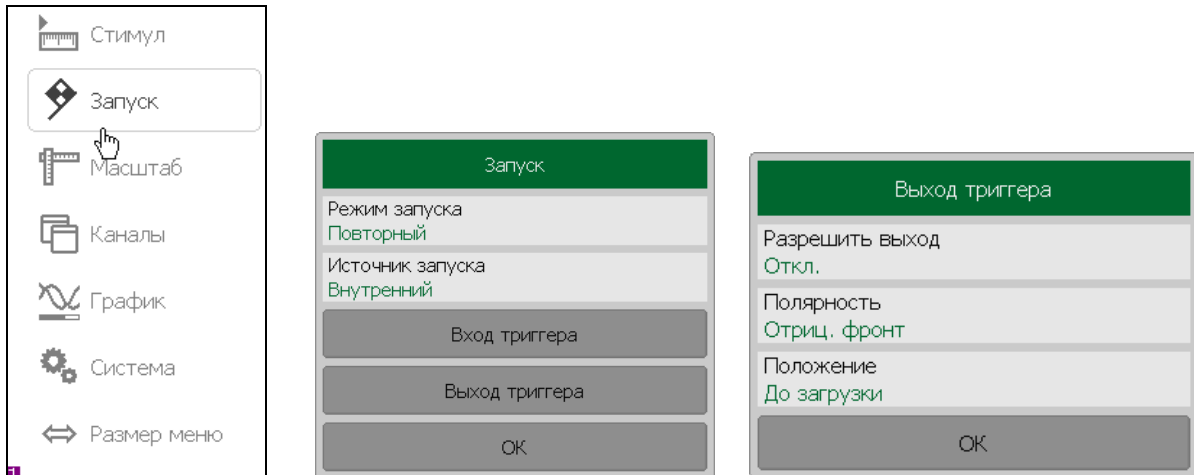 Стимул
Запуск
Масштаб
Каналы
График
Система
Размер меню
1
Запуск
Режим запуска
Повторный
Источник запуска
Внутренний
Вход триггера
Выход триггера
ОК
Выход триггера
Разрешить выход
Откл.
Полярность
Отриц. фронт
Положение
До загрузки
ОК